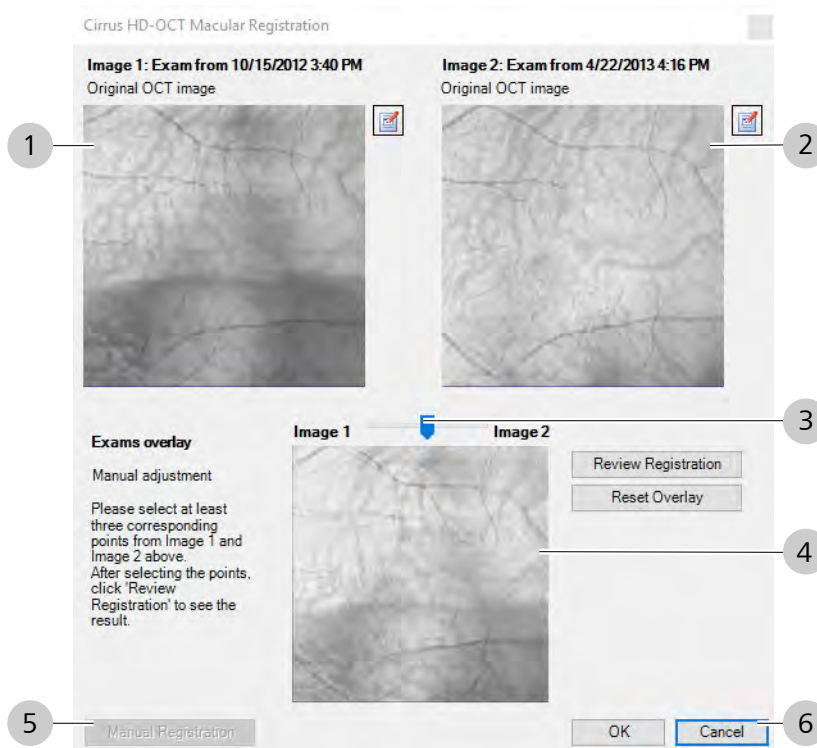 Cirrus HD-OCT Macular Registration
Image 1: Exam from 10/15/2012 3:40 PM
Original OCT image
Image 2: Exam from 4/22/2013 4:16 PM
Original OCT image
1
2
3
Image 1
Image 2
Exams overlay
Manual adjustment
Please select at least
three corresponding
points from Image 1 and
Image 2 above.
After selecting the points,
click 'Review
Registration' to see the
result.
Review Registration
Reset Overlay
4
5
Manual Registration
OK
Cancel
6